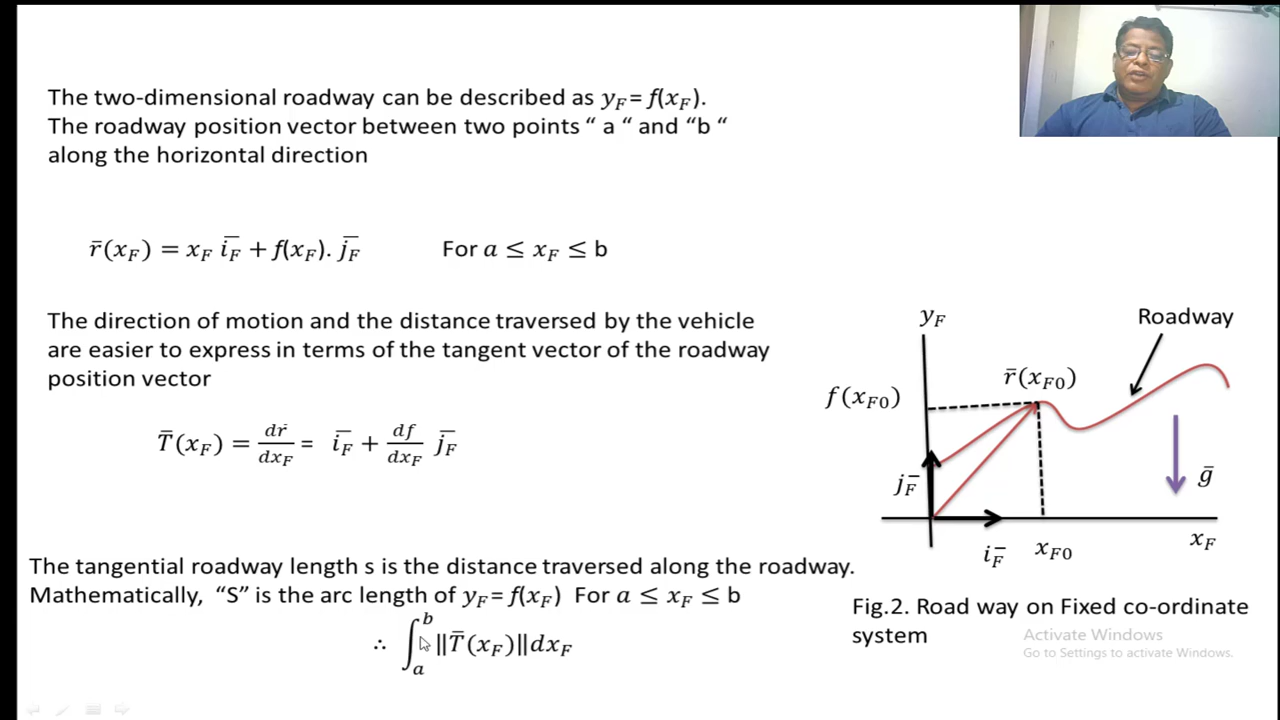 The two-dimensional roadway can be described as y_F = f(x_F).
The roadway position vector between two points “ a “ and “b “
along the horizontal direction
r̄(x_F) = x_F i̅_F + f(x_F). j̅_F For a ≤ x_F ≤ b
The direction of motion and the distance traversed by the vehicle
are easier to express in terms of the tangent vector of the roadway
position vector
T̄(x_F) = dr̄/dx_F = i̅_F + df/dx_F j̅_F
The tangential roadway length s is the distance traversed along the roadway.
Mathematically, “S” is the arc length of y_F = f(x_F) For a ≤ x_F ≤ b
∴ ∫_a^b ‖T̄(x_F)‖dx_F
y_F
Roadway
r̄(x_F0)
f(x_F0)
j̅_F
ḡ
i̅_F
x_F0
x_F
Fig.2. Road way on Fixed co-ordinate
system
Activate Windows
Go to Settings to activate Windows.